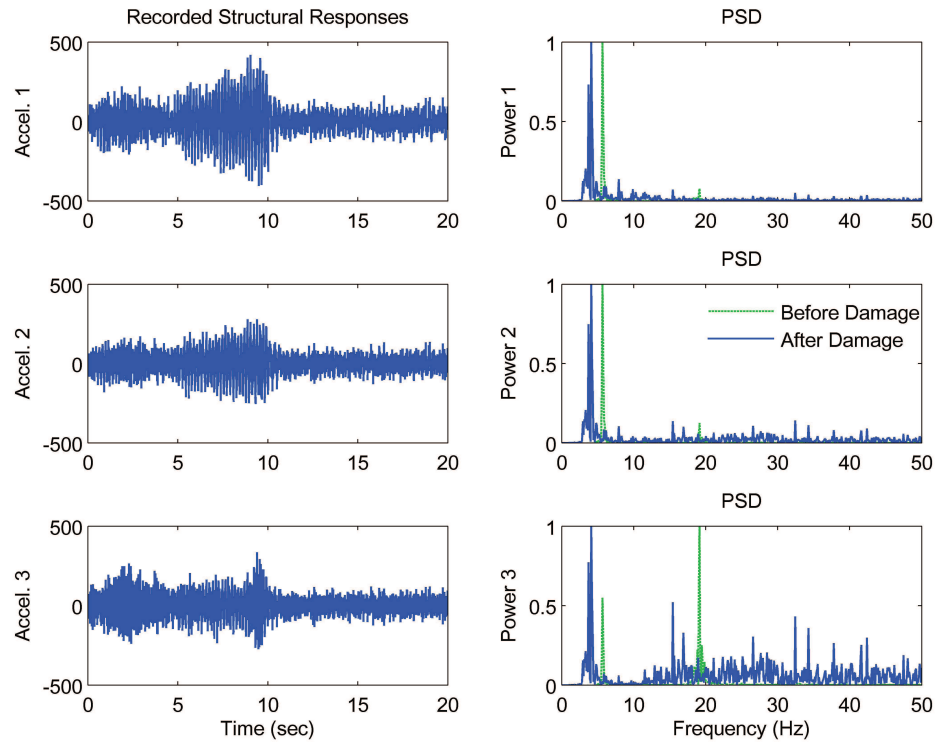 Recorded Structural Responses
PSD
500
0
-500
Accel. 1
0 5 10 15 20
1
0.5
0
Power 1
0 10 20 30 40 50
500
0
-500
Accel. 2
0 5 10 15 20
PSD
1
0.5
0
Power 2
Before Damage
After Damage
0 10 20 30 40 50
500
0
-500
Accel. 3
0 5 10 15 20
Time (sec)
PSD
1
0.5
0
Power 3
0 10 20 30 40 50
Frequency (Hz)